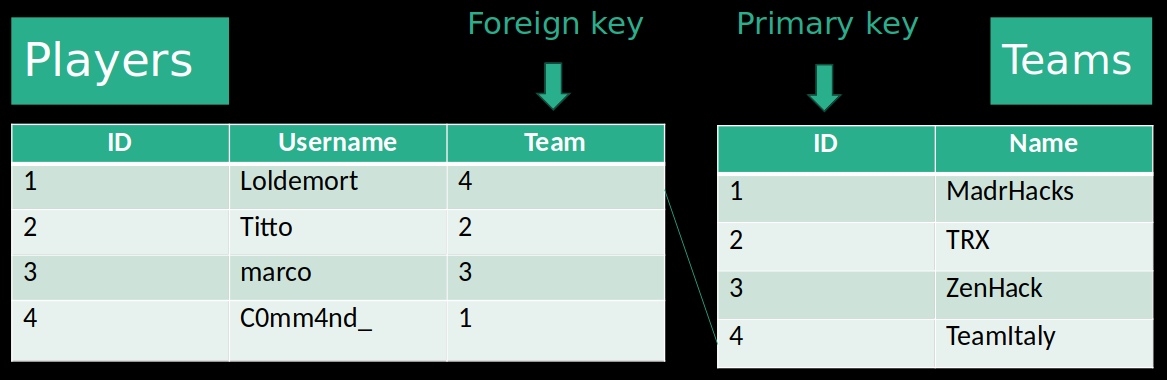 Foreign key Primary key
Players Teams
ID Username Team
1 Loldemort 4
2 Titto 2
3 marco 3
4 C0mm4nd_ 1
ID Name
1 MadrHacks
2 TRX
3 ZenHack
4 TeamItaly